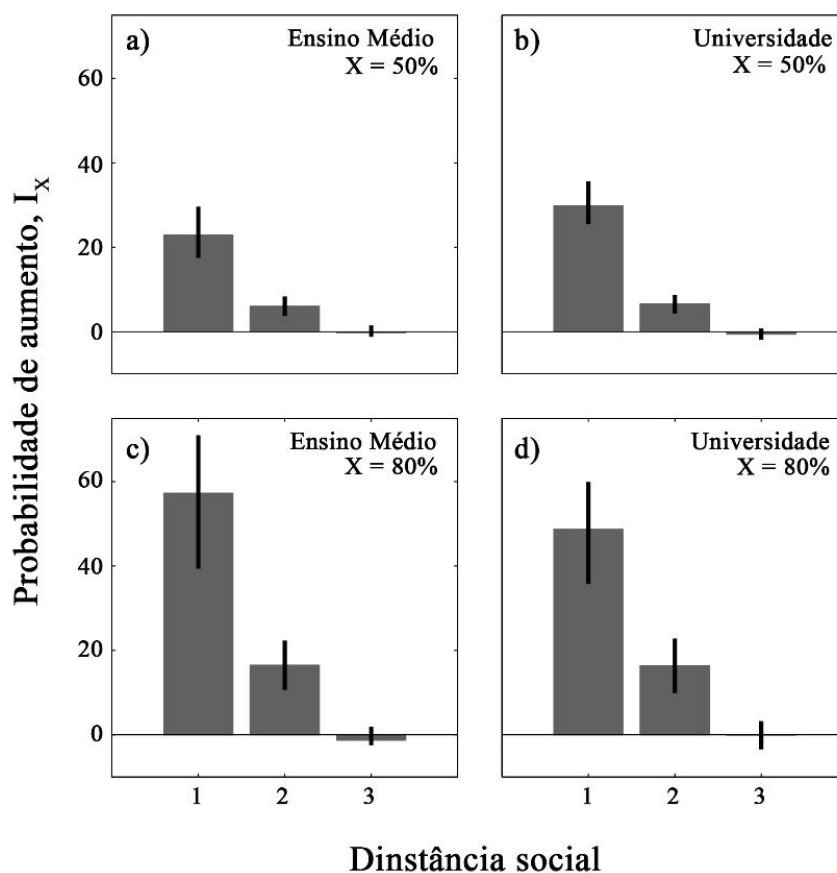 a)
Ensino Médio
X = 50%
b)
Universidade
X = 50%
60
40
20
0
Probabilidade de aumento, I_X
c)
Ensino Médio
X = 80%
d)
Universidade
X = 80%
60
40
20
0
1 2 3
1 2 3
Dinstância social